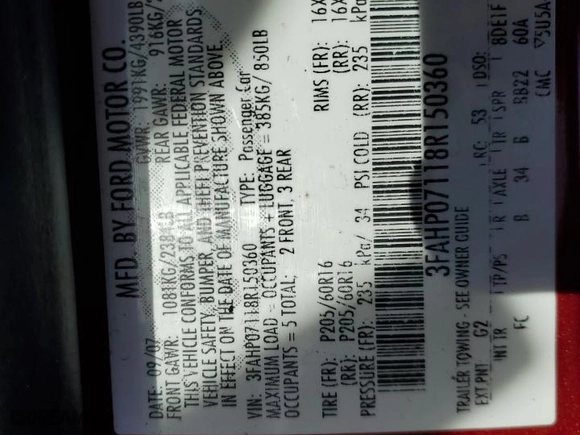 MFD. BY FORD MOTOR CO.
DATE: 09/07 GVWR: 1991KG/4390LB
FRONT GAWR: 1081KG/2384LB REAR GAWR: 916KG/
THIS VEHICLE CONFORMS TO ALL APPLICABLE FEDERAL MOTOR
VEHICLE SAFETY, BUMPER, AND THEFT PREVENTION STANDARDS
IN EFFECT ON THE DATE OF MANUFACTURE SHOWN ABOVE.
VIN: 3FAHP07118R150360 TYPE: Passenger Car
MAXIMUM LOAD = OCCUPANTS + LUGGAGE = 385KG/ 850LB
OCCUPANTS = 5 TOTAL, 2 FRONT, 3 REAR
TIRE (FR): P205/60R16 RIMS (FR): 16X
(RR): P205/60R16 (RR): 16X
PRESSURE (FR): 235 kPa/ 34 PSI COLD (RR): 235 kPa
3FAHP07118R150360
TRAILER TOWING - SEE OWNER GUIDE
EXT PNT: G2 RC: 53 DSO:
INT TR TP/PS R AXLE TR SPR 8DE1F
FC B 34 B BB22 60A
CMC ▽5U5A